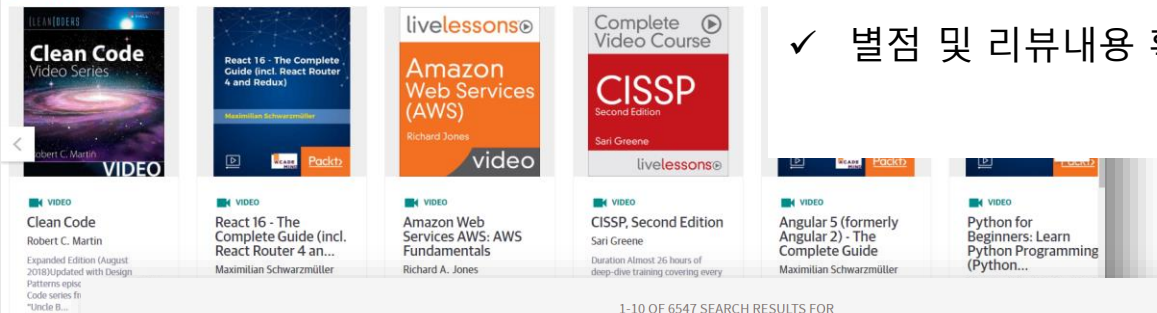 CLEAN CODERS
Clean Code
Video Series
Robert C. Martin
VIDEO
React 16 - The Complete
Guide (incl. React Router
4 and Redux)
Maximilian Schwarzmüller
ACADE MIND
Packt>
livelessons
Amazon
Web Services
(AWS)
Richard Jones
video
Complete
Video Course
CISSP
Second Edition
Sari Greene
livelessons
✓ 별점 및 리뷰내용
ACADE MIND
Packt>
Packt>
VIDEO
Clean Code
Robert C. Martin
Expanded Edition (August
2018)Updated with Design
Patterns
Code series
"Uncle B...
VIDEO
React 16 - The
Complete Guide (incl.
React Router 4 an...
Maximilian Schwarzmüller
VIDEO
Amazon Web
Services AWS: AWS
Fundamentals
Richard A. Jones
VIDEO
CISSP, Second Edition
Sari Greene
Duration Almost 26 hours of
deep-dive training covering every
VIDEO
Angular 5 (formerly
Angular 2) - The
Complete Guide
Maximilian Schwarzmüller
VIDEO
Python for
Beginners: Learn
Python Programming
(Python...
1-10 OF 6547 SEARCH RESULTS FOR